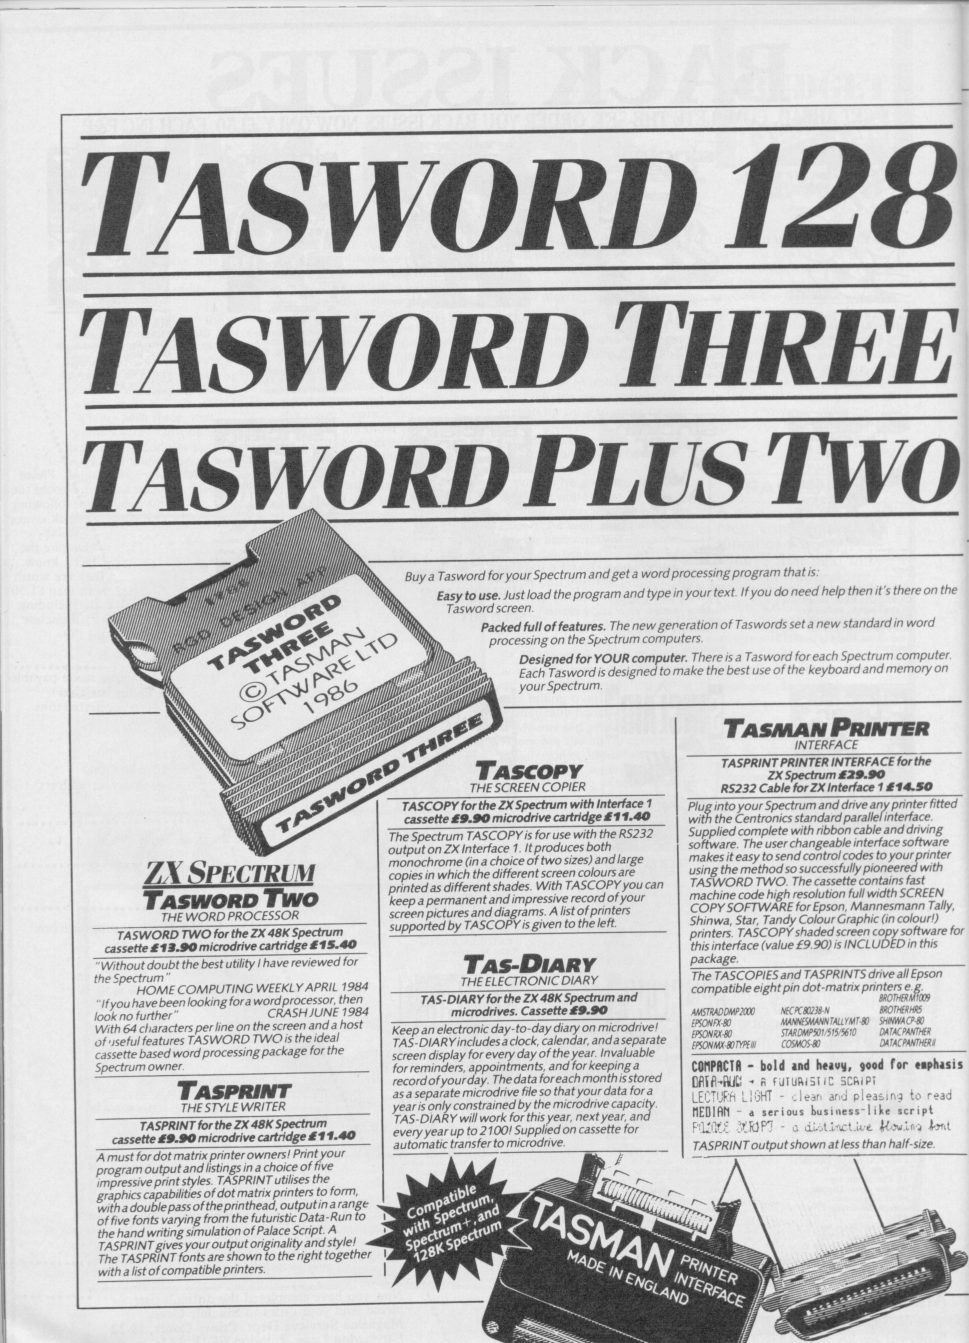 TASWORD 128
TASWORD THREE
TASWORD PLUS TWO
Buy a Tasword for your Spectrum and get a word processing program that is:
Easy to use. Just load the program and type in your text. If you do need help then it's there on the
Tasword screen.
Packed full of features. The new generation of Taswords set a new standard in word
processing on the Spectrum computers.
Designed for YOUR computer. There is a Tasword for each Spectrum computer.
Each Tasword is designed to make the best use of the keyboard and memory on
your Spectrum.
ROD DESIGN APP
TASWORD
THREE
© TASMAN
SOFTWARE LTD
1986
TASWORD THREE
ZX SPECTRUM
TASWORD TWO
THE WORD PROCESSOR
TASWORD TWO for the ZX 48K Spectrum
cassette £13.90 microdrive cartridge £15.40
"Without doubt the best utility I have reviewed for
the Spectrum"
HOME COMPUTING WEEKLY APRIL 1984
"If you have been looking for a word processor, then
look no further" CRASH JUNE 1984
With 64 characters per line on the screen and a host
of useful features TASWORD TWO is the ideal
cassette based word processing package for the
Spectrum owner.
TASPRINT
THE STYLE WRITER
TASPRINT for the ZX 48K Spectrum
cassette £9.90 microdrive cartridge £11.40
A must for dot matrix printer owners! Print your
program output and listings in a choice of five
impressive print styles. TASPRINT utilises the
graphics capabilities of dot matrix printers to form,
with a double pass of the printhead, output in a range
of five fonts varying from the futuristic Data-Run to
the hand writing simulation of Palace Script. A
TASPRINT gives your output originality and style!
The TASPRINT fonts are shown to the right together
with a list of compatible printers.
TASCOPY
THE SCREEN COPIER
TASCOPY for the ZX Spectrum with Interface 1
cassette £9.90 microdrive cartridge £11.40
The Spectrum TASCOPY is for use with the RS232
output on ZX Interface 1. It produces both
monochrome (in a choice of two sizes) and large
copies in which the different screen colours are
printed as different shades. With TASCOPY you can
keep a permanent and impressive record of your
screen pictures and diagrams. A list of printers
supported by TASCOPY is given to the left.
TAS-DIARY
THE ELECTRONIC DIARY
TAS-DIARY for the ZX 48K Spectrum and
microdrives. Cassette £9.90
Keep an electronic day-to-day diary on microdrive!
TAS-DIARY includes a clock, calendar, and a separate
screen display for every day of the year. Invaluable
for reminders, appointments, and for keeping a
record of your day. The data for each month is stored
as a separate microdrive file so that your data for a
year is only constrained by the microdrive capacity.
TAS-DIARY will work for this year, next year, and
every year up to 2100! Supplied on cassette for
automatic transfer to microdrive.
Compatible
with Spectrum,
Spectrum+, and
128K Spectrum
TASMAN PRINTER
INTERFACE
TASPRINT PRINTER INTERFACE for the
ZX Spectrum £29.90
RS232 Cable for ZX Interface 1 £14.50
Plug into your Spectrum and drive any printer fitted
with the Centronics standard parallel interface.
Supplied complete with ribbon cable and driving
software. The user changeable interface software
makes it easy to send control codes to your printer
using the method so successfully pioneered with
TASWORD TWO. The cassette contains fast
machine code high resolution full width SCREEN
COPY SOFTWARE for Epson, Mannesmann Tally,
Shinwa, Star, Tandy Colour Graphic (in colour!)
printers. TASCOPY shaded screen copy software for
this interface (value £9.90) is INCLUDED in this
package.
The TASCOPIES and TASPRINTS drive all Epson
compatible eight pin dot-matrix printers e.g.
BROTHER M1009
AMSTRAD DMP2000 NEC PC8023B-N BROTHER HR5
EPSON FX-80 MANNESMANN TALLY MT-80 SHINWA CP-80
EPSON RX-80 STAR DMP 501/515/5610 DATAC PANTHER
EPSON MX-80 TYPE III COSMOS-80 DATAC PANTHER II
COMPACTA - bold and heavy, good for emphasis
DATA-RUN - A FUTURISTIC SCRIPT
LECTURA LIGHT - clean and pleasing to read
MEDIAN - a serious business-like script
PALACE SCRIPT - a distinctive flowing font
TASPRINT output shown at less than half-size.
TASMAN
PRINTER
INTERFACE
MADE IN ENGLAND